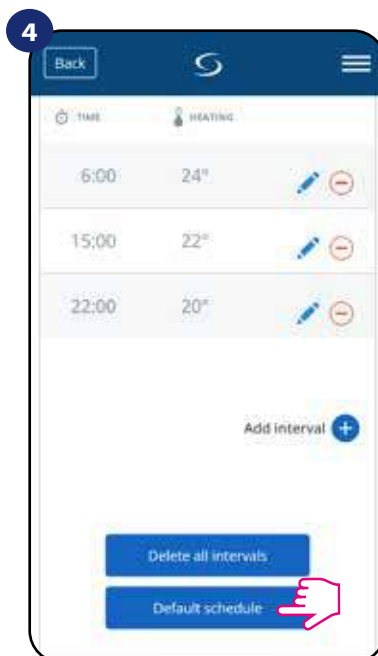 4
Back
TIME HEATING
6:00 24°
15:00 22°
22:00 20°
Add interval
Delete all intervals
Default schedule